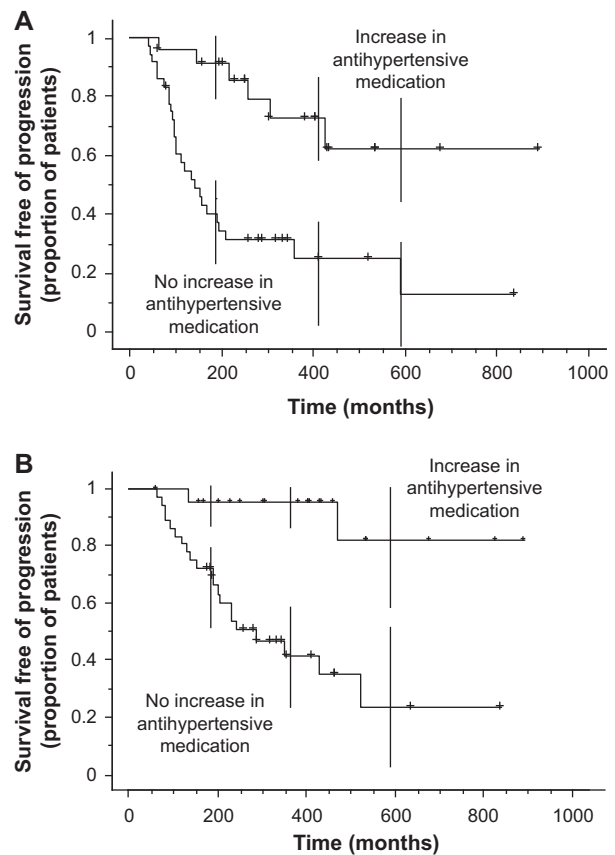 A
Survival free of progression
(proportion of patients)
1
0.8
0.6
0.4
0.2
0
Increase in
antihypertensive
medication
No increase in
antihypertensive
medication
0
200
400
600
800
1000
Time (months)
B
Survival free of progression
(proportion of patients)
1
0.8
0.6
0.4
0.2
0
Increase in
antihypertensive
medication
No increase in
antihypertensive
medication
0
200
400
600
800
1000
Time (months)